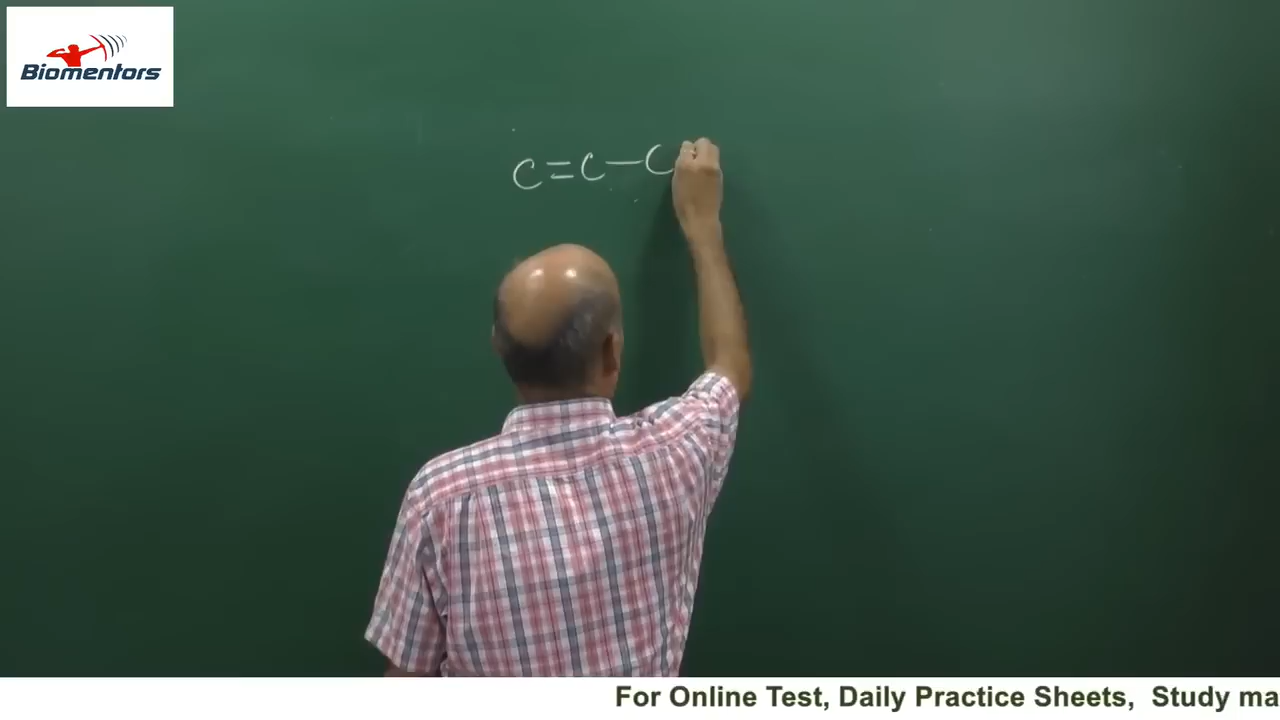 Biomentors
C=C—C
For Online Test, Daily Practice Sheets, Study ma